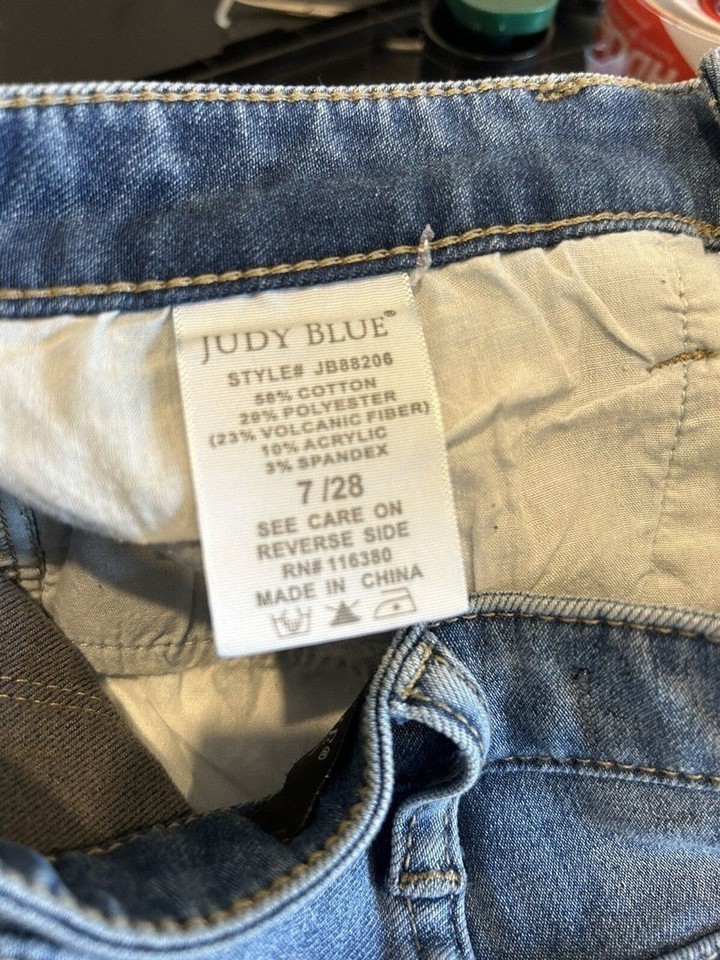 JUDY BLUE®
STYLE# JB88206
58% COTTON
29% POLYESTER
(23% VOLCANIC FIBER)
10% ACRYLIC
3% SPANDEX
7 /28
SEE CARE ON
REVERSE SIDE
RN# 116380
MADE IN CHINA